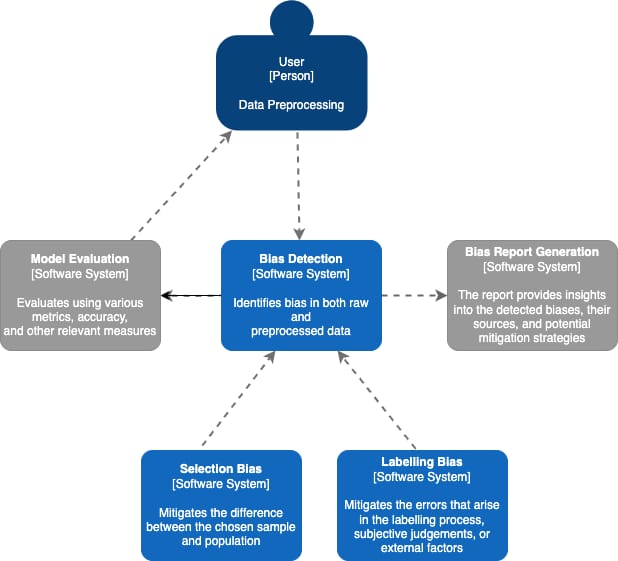 User
[Person]
Data Preprocessing
Model Evaluation
[Software System]
Evaluates using various
metrics, accuracy,
and other relevant measures
Bias Detection
[Software System]
Identifies bias in both raw
and
preprocessed data
Bias Report Generation
[Software System]
The report provides insights
into the detected biases, their
sources, and potential
mitigation strategies
Selection Bias
[Software System]
Mitigates the difference
between the chosen sample
and population
Labelling Bias
[Software System]
Mitigates the errors that arise
in the labelling process,
subjective judgements, or
external factors